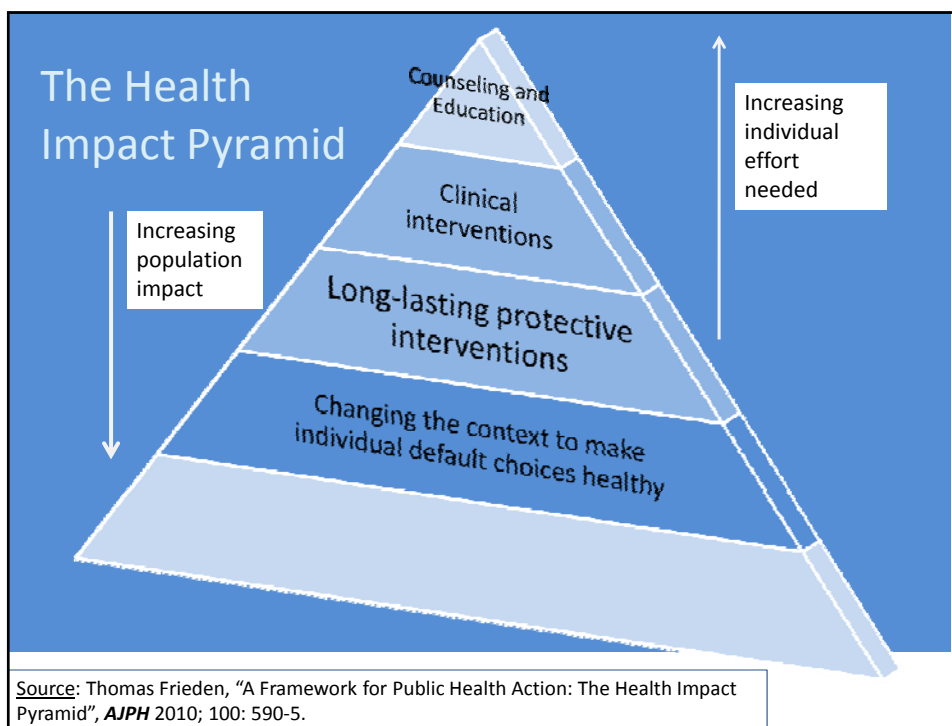 The Health
Impact Pyramid
Counseling and
Education
Increasing
individual
effort
needed
Clinical
interventions
Increasing
population
impact
Long-lasting protective
interventions
Changing the context to make
individual default choices healthy
Source: Thomas Frieden, “A Framework for Public Health Action: The Health Impact
Pyramid”, AJPH 2010; 100: 590-5.